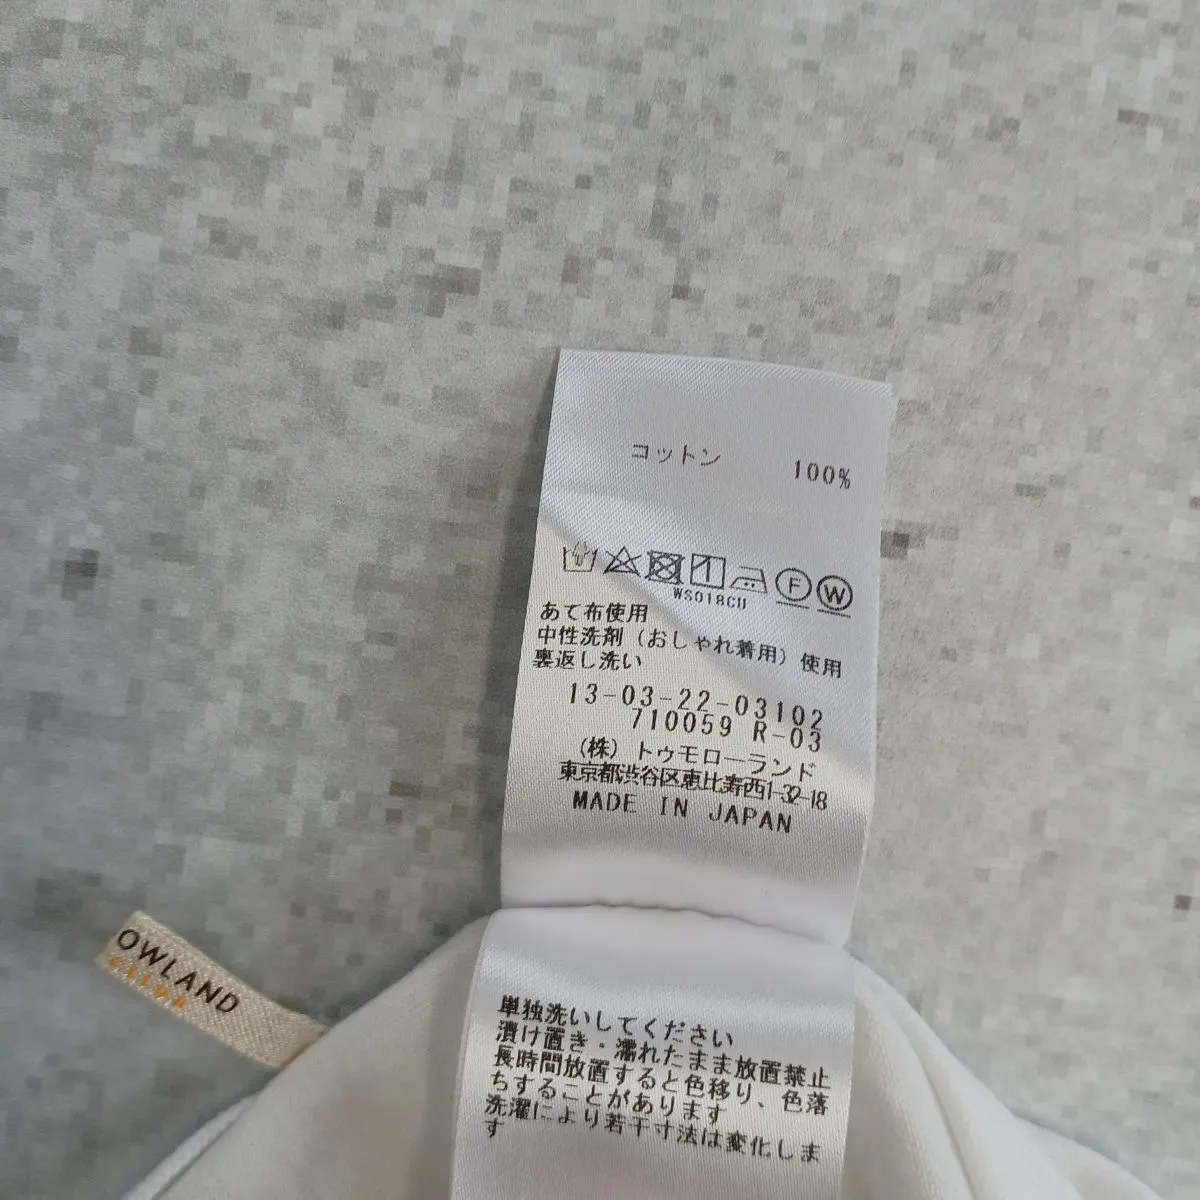 コットン 100%
F W
WS018CU
あて布使用
中性洗剤（おしゃれ着用）使用
裏返し洗い
13-03-22-03102
710059 R-03
（株）トゥモローランド
東京都渋谷区恵比寿西1-32-18
MADE IN JAPAN
OWLAND
単独洗いしてください
漬け置き・濡れたまま放置禁止
長時間放置すると色移り、色落
ちすることがあります
洗濯により若干寸法は変化しま
す